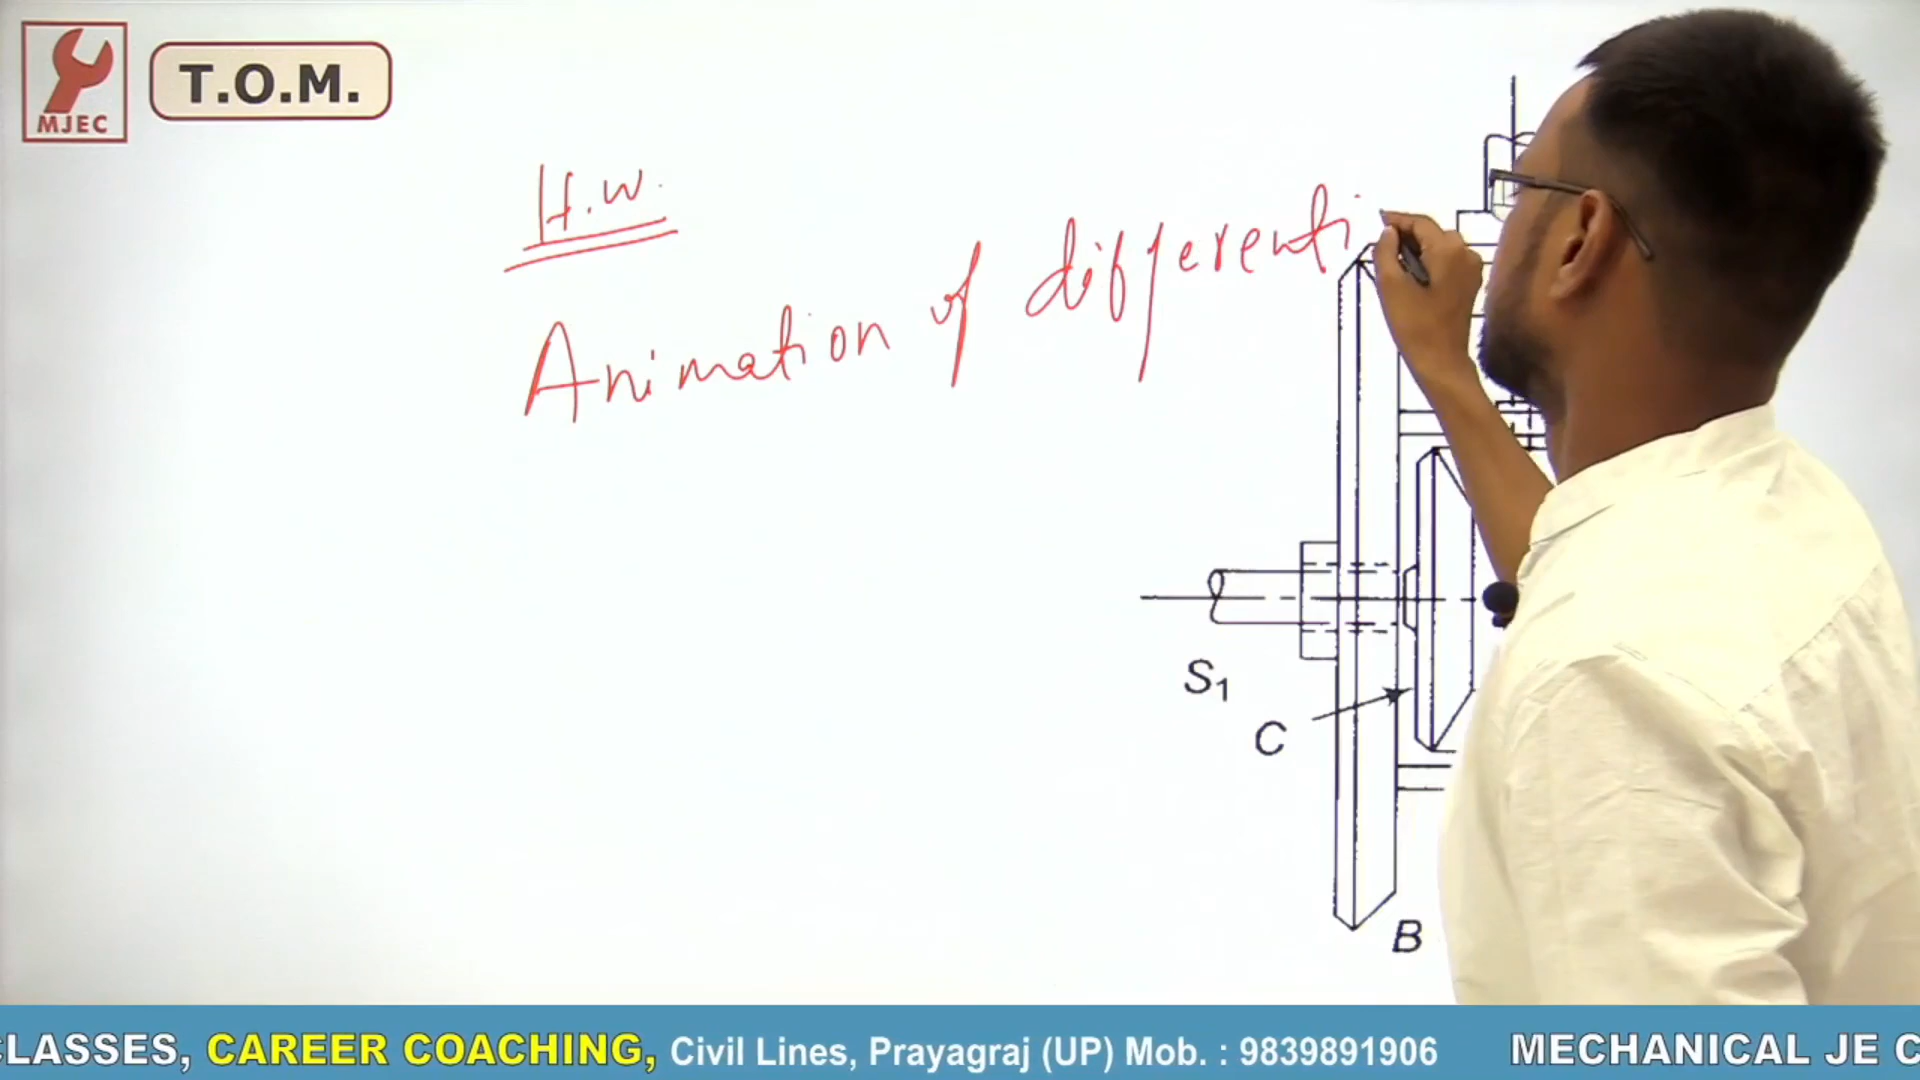 MJEC
T.O.M.
H.W.
Animation of differenti
S1
C
B
CLASSES, CAREER COACHING, Civil Lines, Prayagraj (UP) Mob. : 9839891906 MECHANICAL JE C